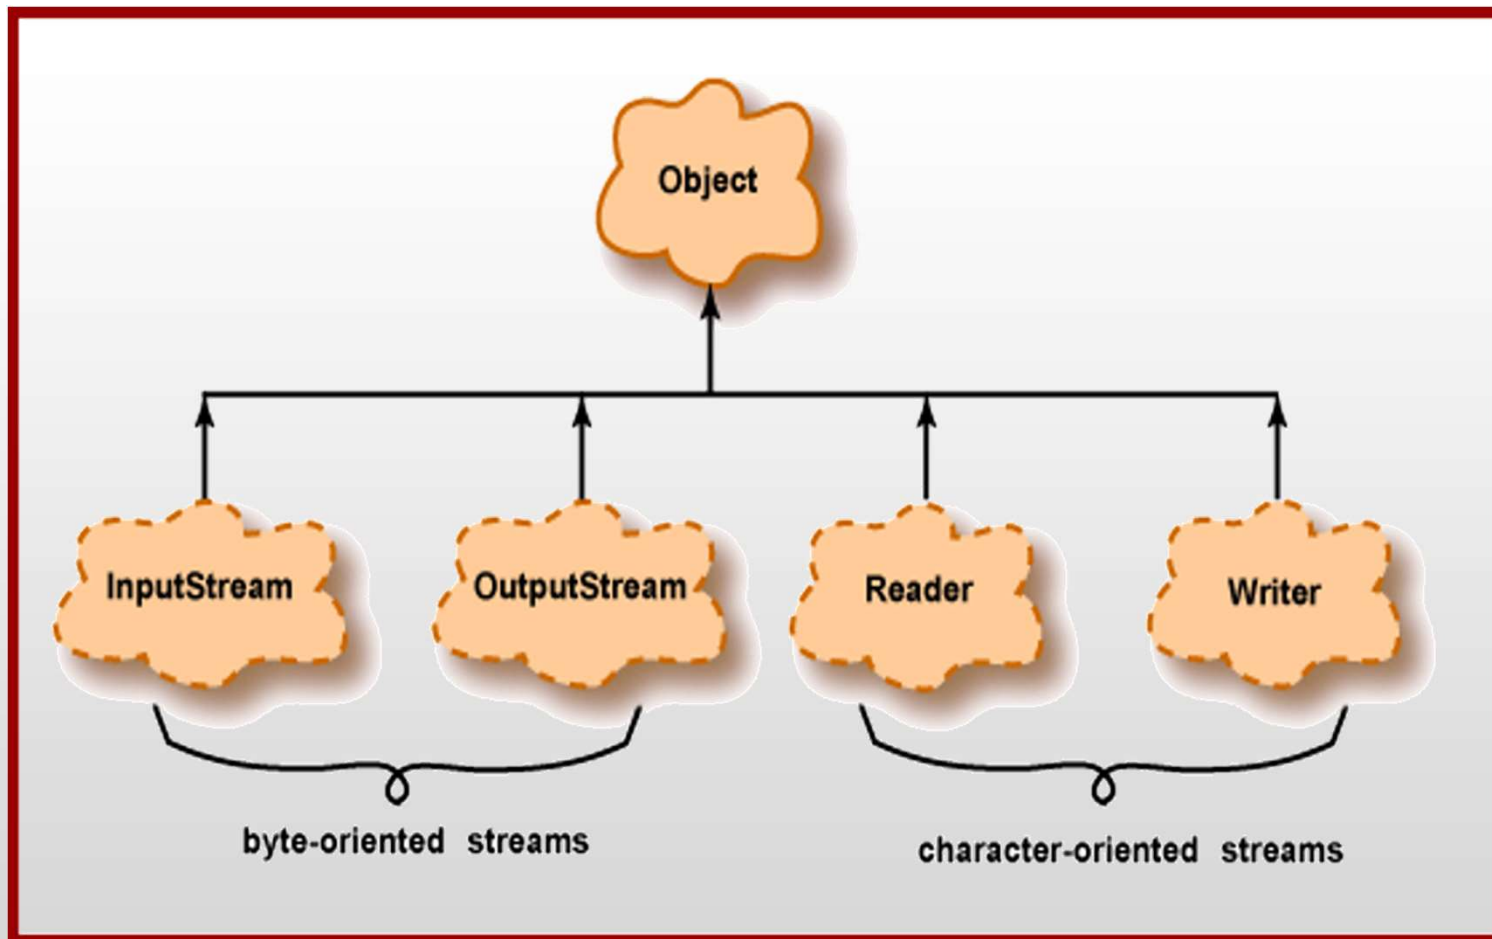 Object
InputStream
OutputStream
Reader
Writer
byte-oriented streams
character-oriented streams